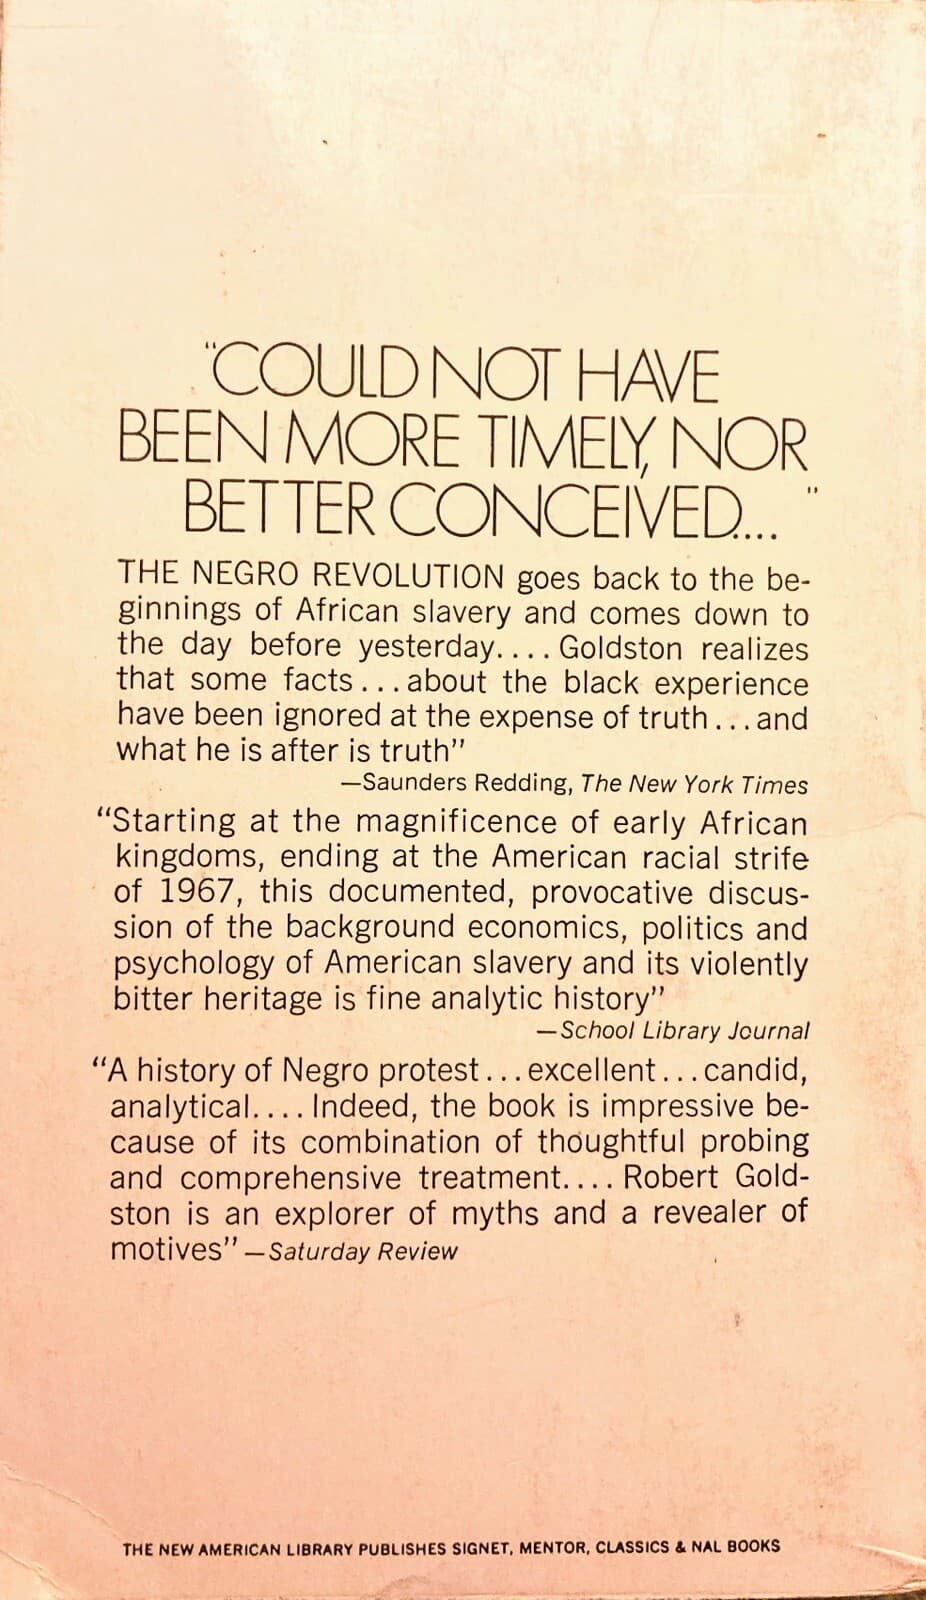 “COULD NOT HAVE
BEEN MORE TIMELY, NOR
BETTER CONCEIVED.... ”
THE NEGRO REVOLUTION goes back to the be-
ginnings of African slavery and comes down to
the day before yesterday.... Goldston realizes
that some facts...about the black experience
have been ignored at the expense of truth...and
what he is after is truth”
—Saunders Redding, The New York Times
“Starting at the magnificence of early African
kingdoms, ending at the American racial strife
of 1967, this documented, provocative discus-
sion of the background economics, politics and
psychology of American slavery and its violently
bitter heritage is fine analytic history”
—School Library Journal
“A history of Negro protest...excellent...candid,
analytical.... Indeed, the book is impressive be-
cause of its combination of thoughtful probing
and comprehensive treatment.... Robert Gold-
ston is an explorer of myths and a revealer of
motives” —Saturday Review
THE NEW AMERICAN LIBRARY PUBLISHES SIGNET, MENTOR, CLASSICS & NAL BOOKS